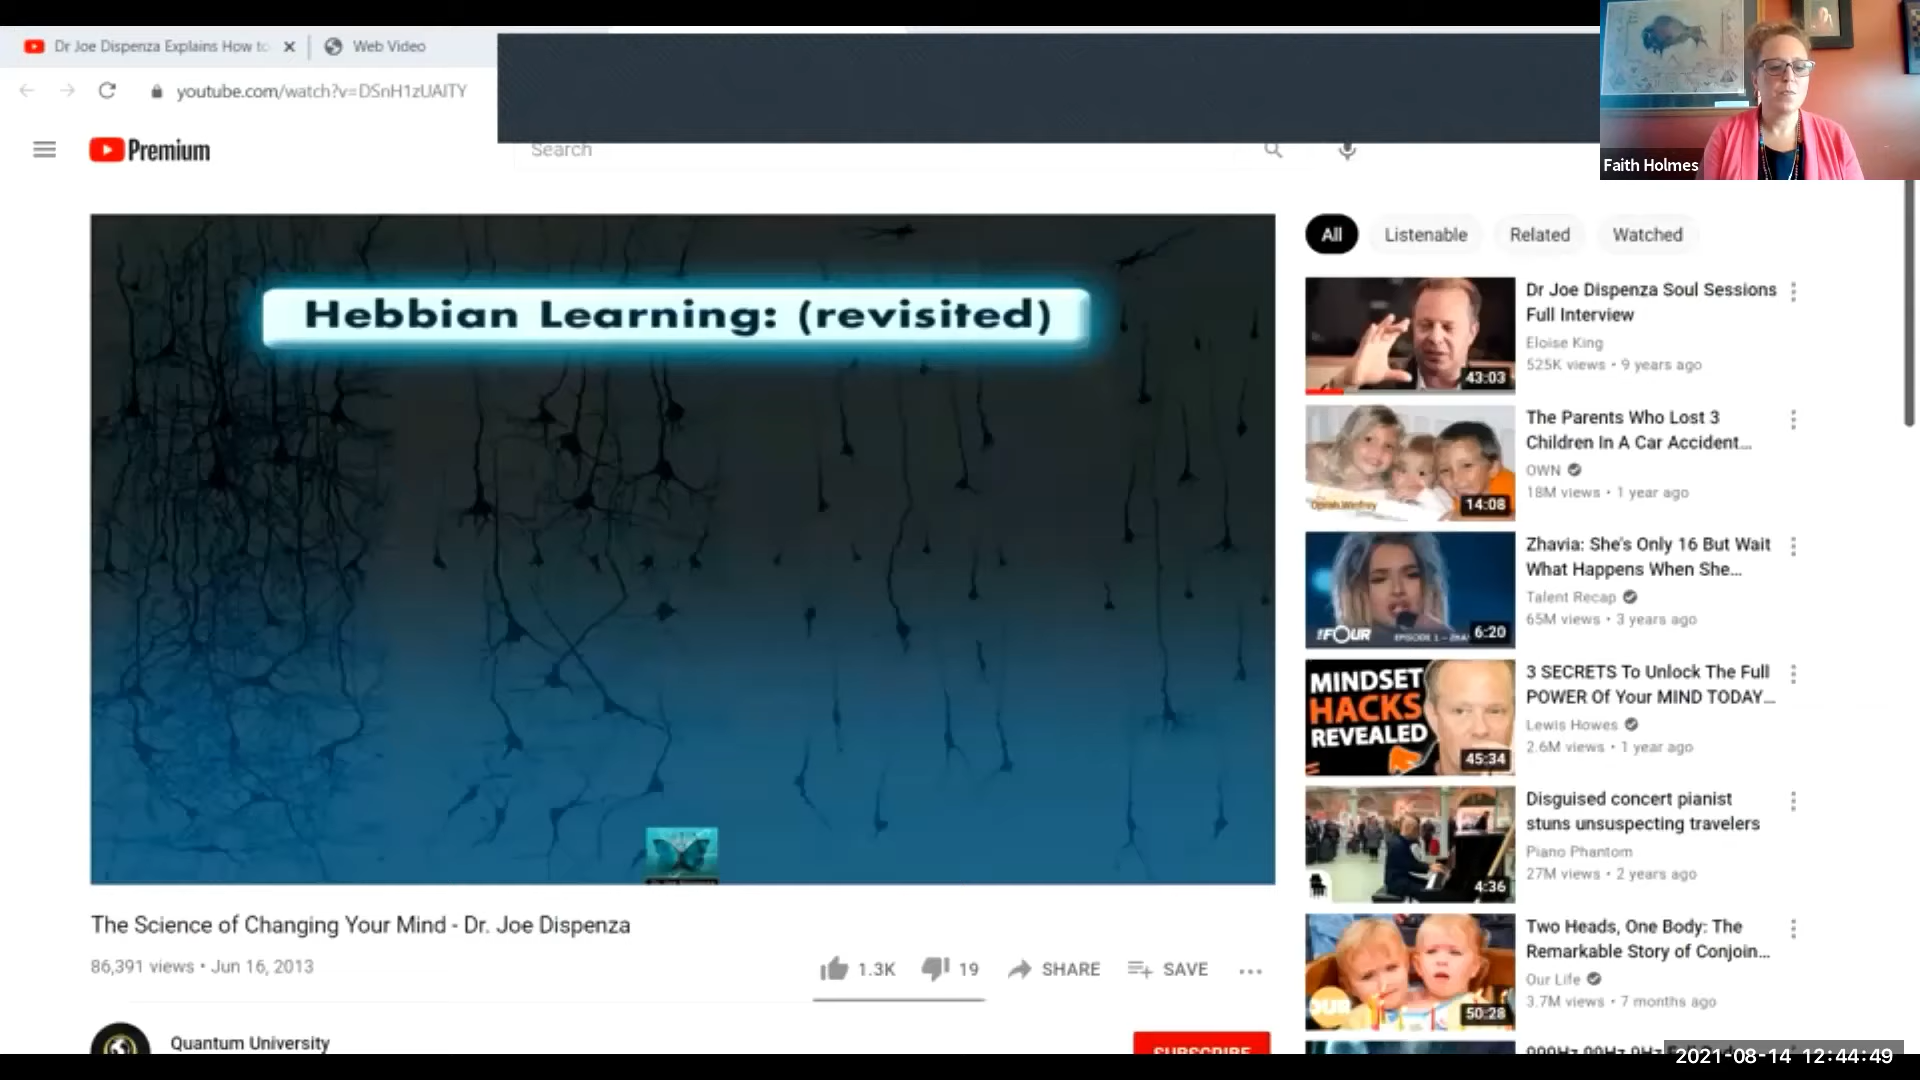 Dr Joe Dispenza Explains How to
Web Video
youtube.com/watch?v=DSnH1zUAITY
Premium
Search
Faith Holmes
Hebbian Learning: (revisited)
The Science of Changing Your Mind - Dr. Joe Dispenza
86,391 views • Jun 16, 2013
1.3K
19
SHARE
SAVE
Quantum University
SUBSCRIBE
All
Listenable
Related
Watched
43:03
Dr Joe Dispenza Soul Sessions
Full Interview
Eloise King
525K views • 9 years ago
Oprah Winfrey
14:08
The Parents Who Lost 3
Children In A Car Accident...
OWN
18M views • 1 year ago
THE FOUR
6:20
Zhavia: She's Only 16 But Wait
What Happens When She...
Talent Recap
65M views • 3 years ago
MINDSET
HACKS
REVEALED
45:34
3 SECRETS To Unlock The Full
POWER Of Your MIND TODAY...
Lewis Howes
2.6M views • 1 year ago
4:36
Disguised concert pianist
stuns unsuspecting travelers
Piano Phantom
27M views • 2 years ago
OUR
50:28
Two Heads, One Body: The
Remarkable Story of Conjoin...
Our Life
3.7M views • 7 months ago
2021-08-14 12:44:49